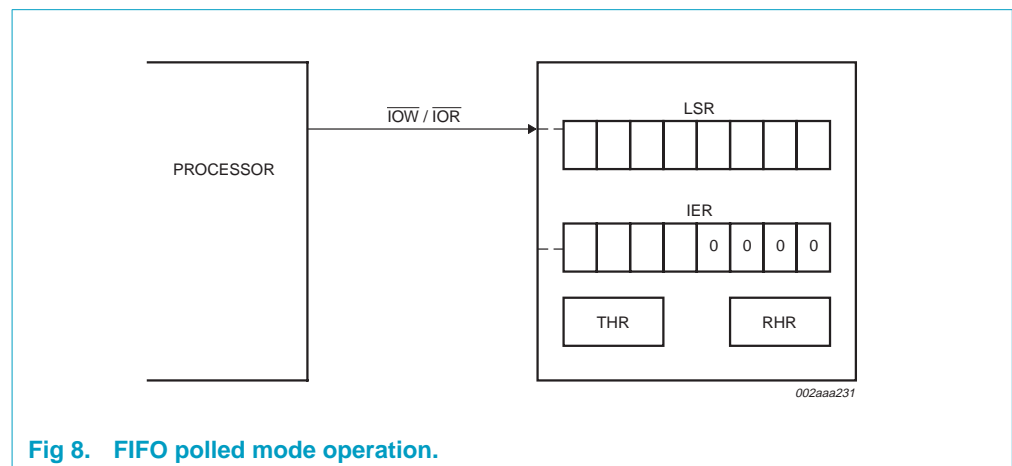 PROCESSOR
IOW / IOR
LSR
IER
0 0 0 0
THR RHR
002aaa231
Fig 8. FIFO polled mode operation.